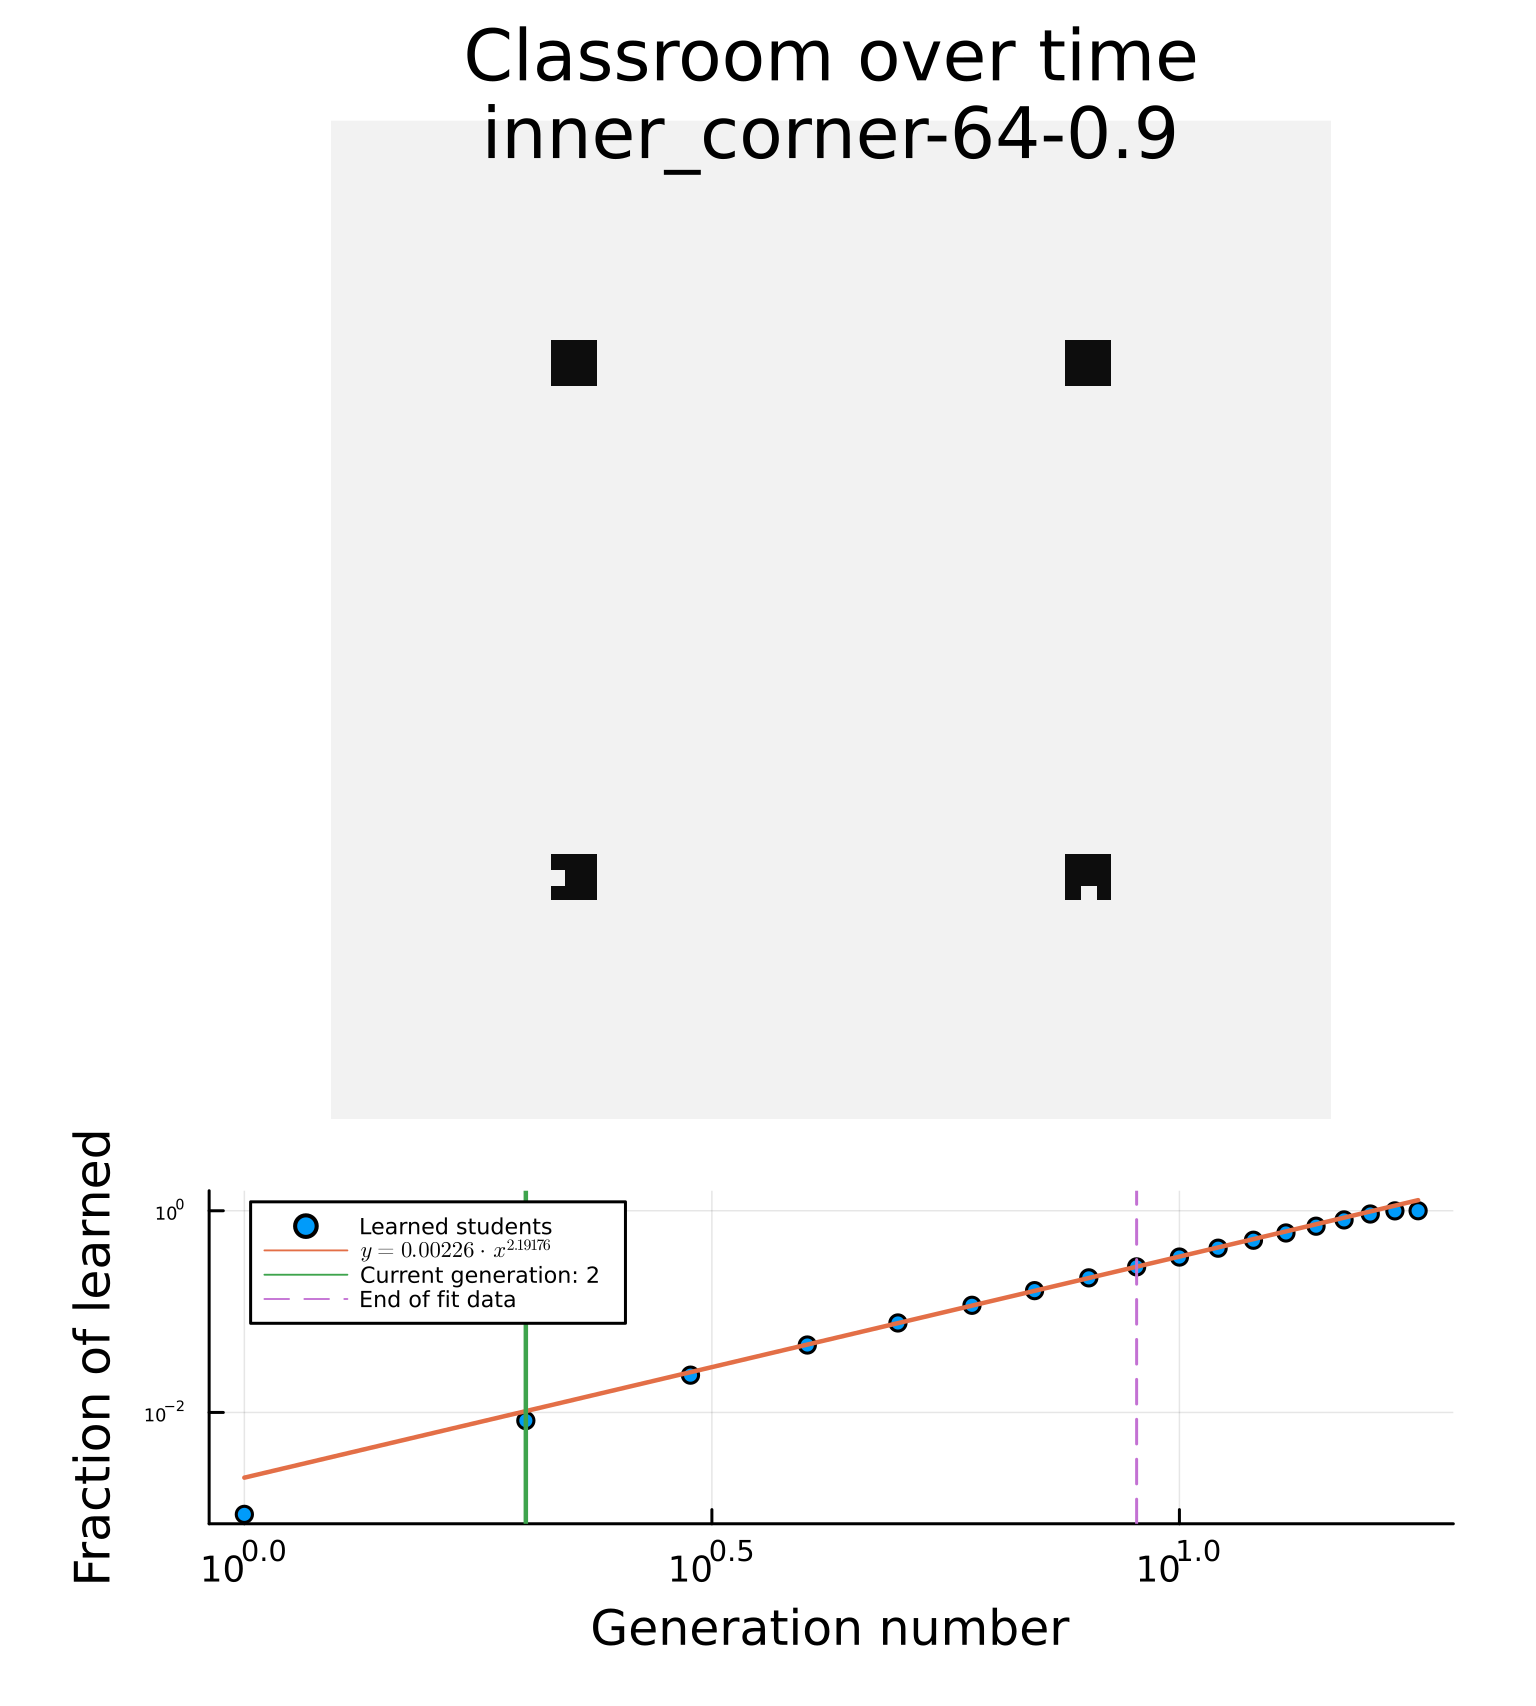 Classroom over time
inner_corner-64-0.9
Fraction of learned
10^0
10^−2
Learned students
y = 0.00226 · x^2.19176
Current generation: 2
End of fit data
10^0.0
10^0.5
10^1.0
Generation number